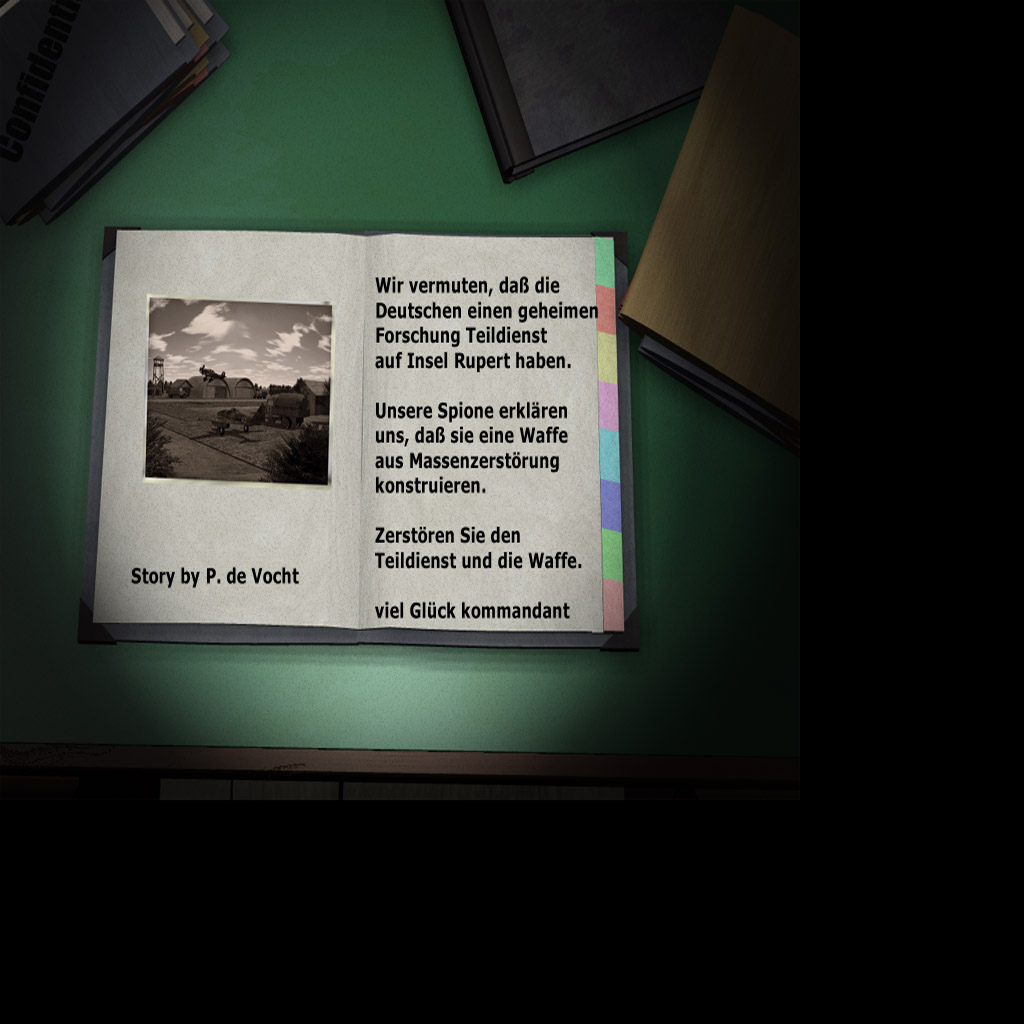 Confidenti
Story by P. de Vocht
Wir vermuten, daß die
Deutschen einen geheimen
Forschung Teildienst
auf Insel Rupert haben.
Unsere Spione erklären
uns, daß sie eine Waffe
aus Massenzerstörung
konstruieren.
Zerstören Sie den
Teildienst und die Waffe.
viel Glück kommandant